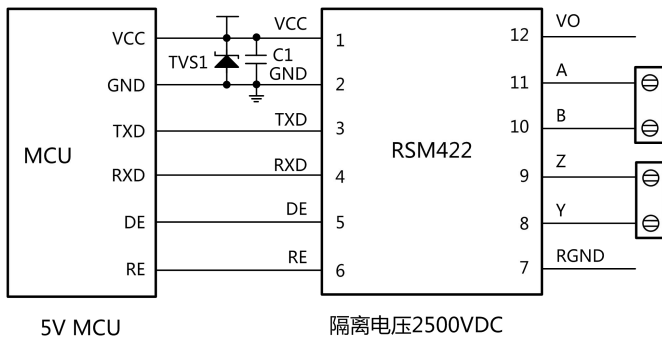 VCC
GND
TXD
RXD
DE
RE
MCU
TVS1
C1
VCC
GND
TXD
RXD
DE
RE
1
2
3
4
5
6
RSM422
12
11
10
9
8
7
VO
A
B
Z
Y
RGND
5V MCU
隔离电压2500VDC